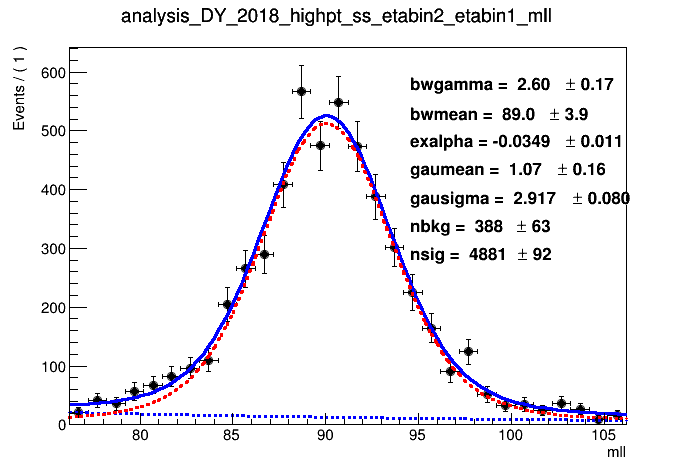 analysis_DY_2018_highpt_ss_etabin2_etabin1_mll
Events / ( 1 )
600
500
400
300
200
100
0
bwgamma = 2.60 ± 0.17
bwmean = 89.0 ± 3.9
exalpha = -0.0349 ± 0.011
gaumean = 1.07 ± 0.16
gausigma = 2.917 ± 0.080
nbkg = 388 ± 63
nsig = 4881 ± 92
80 85 90 95 100 105
mll